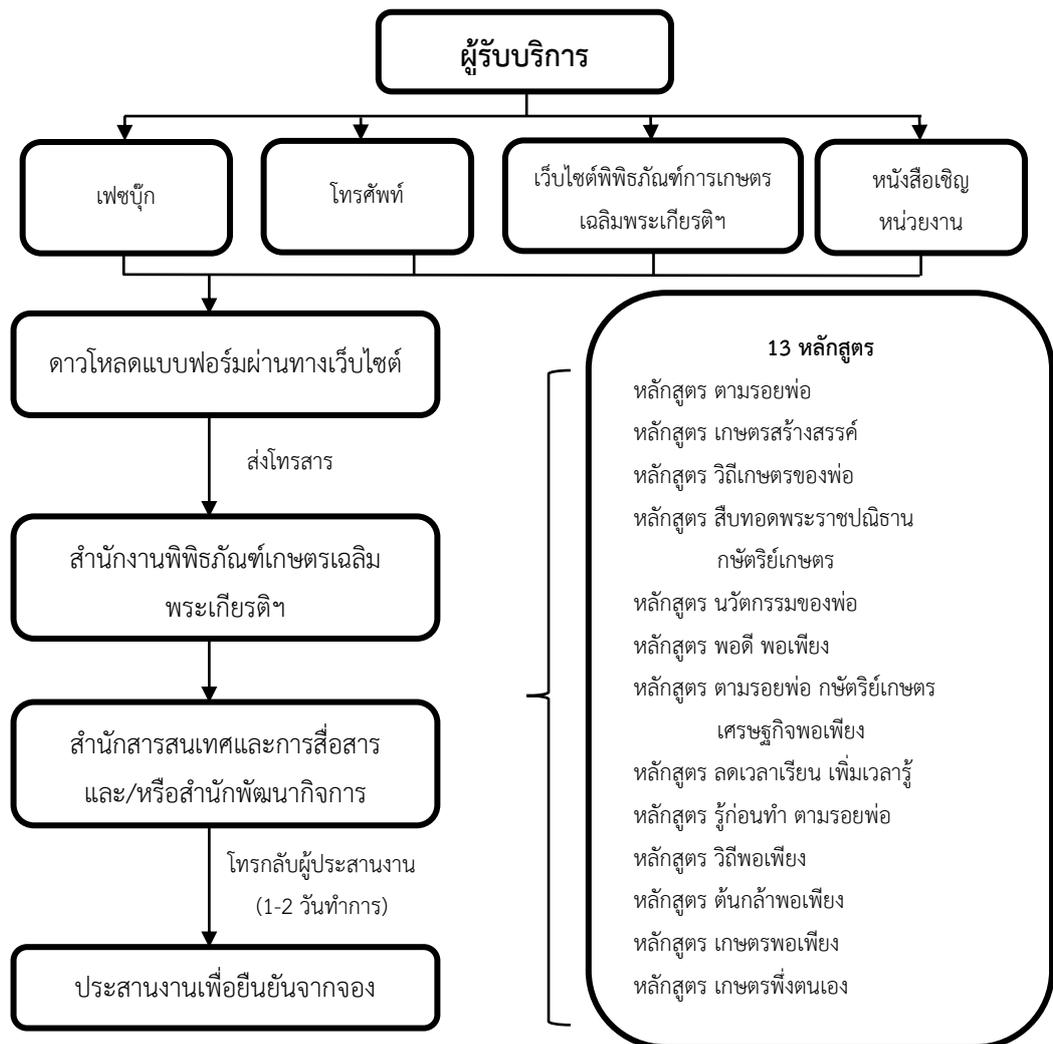 ผู้รับบริการ
เฟซบุ๊ก
โทรศัพท์
เว็บไซต์พิพิธภัณฑ์การเกษตร
เฉลิมพระเกียรติฯ
หนังสือเชิญ
หน่วยงาน
ดาวโหลดแบบฟอร์มผ่านทางเว็บไซต์
ส่งโทรสาร
สำนักงานพิพิธภัณฑ์เกษตรเฉลิม
พระเกียรติฯ
สำนักสารสนเทศและการสื่อสาร
และ/หรือสำนักพัฒนากิจการ
โทรกลับผู้ประสานงาน
(1-2 วันทำการ)
ประสานงานเพื่อยืนยันจากจอง
13 หลักสูตร
หลักสูตร ตามรอยพ่อ
หลักสูตร เกษตรสร้างสรรค์
หลักสูตร วิถีเกษตรของพ่อ
หลักสูตร สืบทอดพระราชปณิธาน
กษัตริย์เกษตร
หลักสูตร นวัตกรรมของพ่อ
หลักสูตร พอดี พอเพียง
หลักสูตร ตามรอยพ่อ กษัตริย์เกษตร
เศรษฐกิจพอเพียง
หลักสูตร ลดเวลาเรียน เพิ่มเวลารู้
หลักสูตร รู้ก่อนทำ ตามรอยพ่อ
หลักสูตร วิถีพอเพียง
หลักสูตร ต้นกล้าพอเพียง
หลักสูตร เกษตรพอเพียง
หลักสูตร เกษตรพึ่งตนเอง